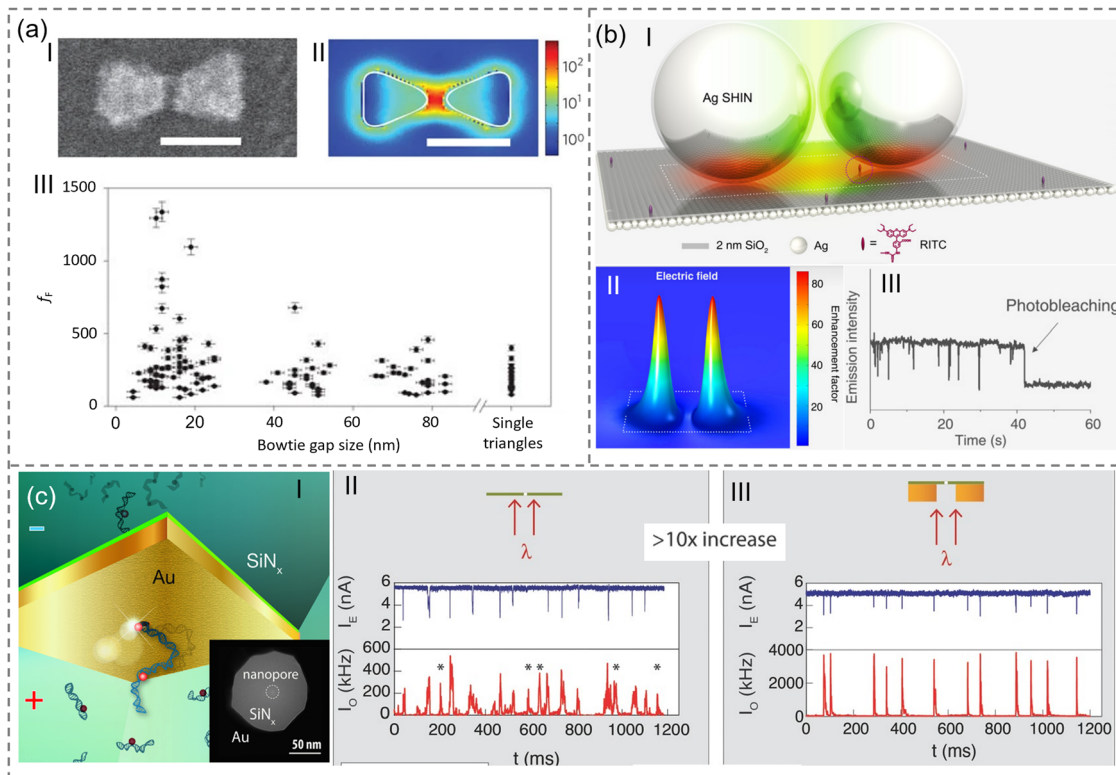 (a)
I
II
10²
10¹
10⁰
III
1500
1000
500
0
fF
0
20
40
60
80
Single
triangles
Bowtie gap size (nm)
(b)
I
Ag SHIN
2 nm SiO₂
Ag
=
RITC
II
Electric field
80
60
40
20
Enhancement
factor
III
Emission intensity
Photobleaching
0
20
40
60
Time (s)
(c)
I
−
Au
SiNₓ
+
nanopore
SiNₓ
Au
50 nm
II
λ
>10x increase
6
4
2
I_E (nA)
600
400
200
0
I_O (kHz)
* * * * *
0
200
400
600
800
1000
1200
t (ms)
III
λ
6
4
2
I_E (nA)
4000
2000
0
I_O (kHz)
0
200
400
600
800
1000
1200
t (ms)